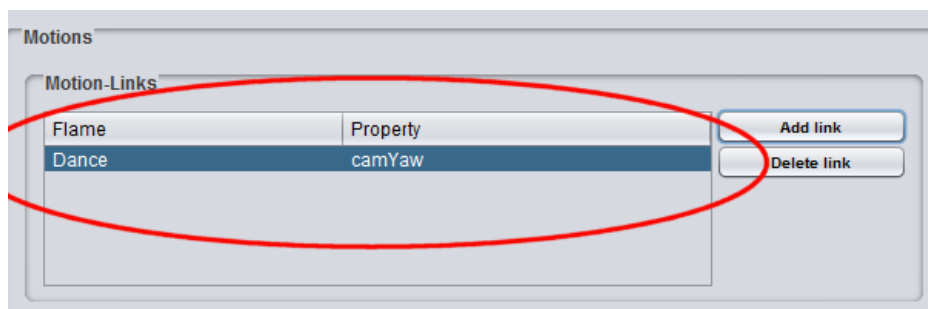 Motions
Motion-Links
Flame Property
Dance camYaw
Add link
Delete link